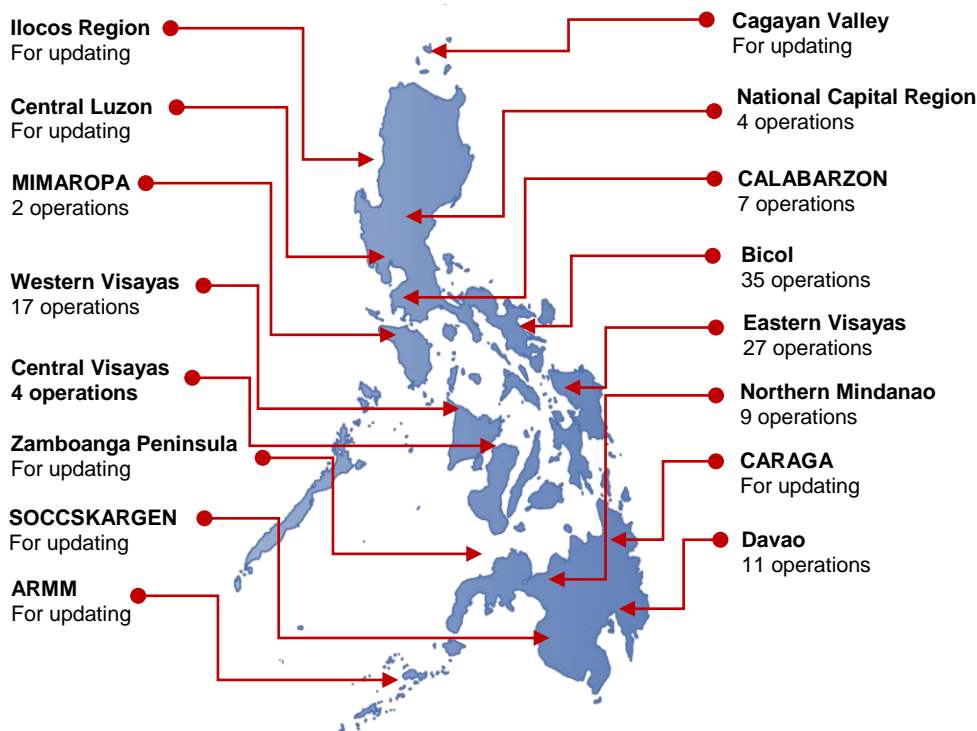 Ilocos Region
For updating
Central Luzon
For updating
MIMAROPA
2 operations
Western Visayas
17 operations
Central Visayas
4 operations
Zamboanga Peninsula
For updating
SOCCSKARGEN
For updating
ARMM
For updating
Cagayan Valley
For updating
National Capital Region
4 operations
CALABARZON
7 operations
Bicol
35 operations
Eastern Visayas
27 operations
Northern Mindanao
9 operations
CARAGA
For updating
Davao
11 operations